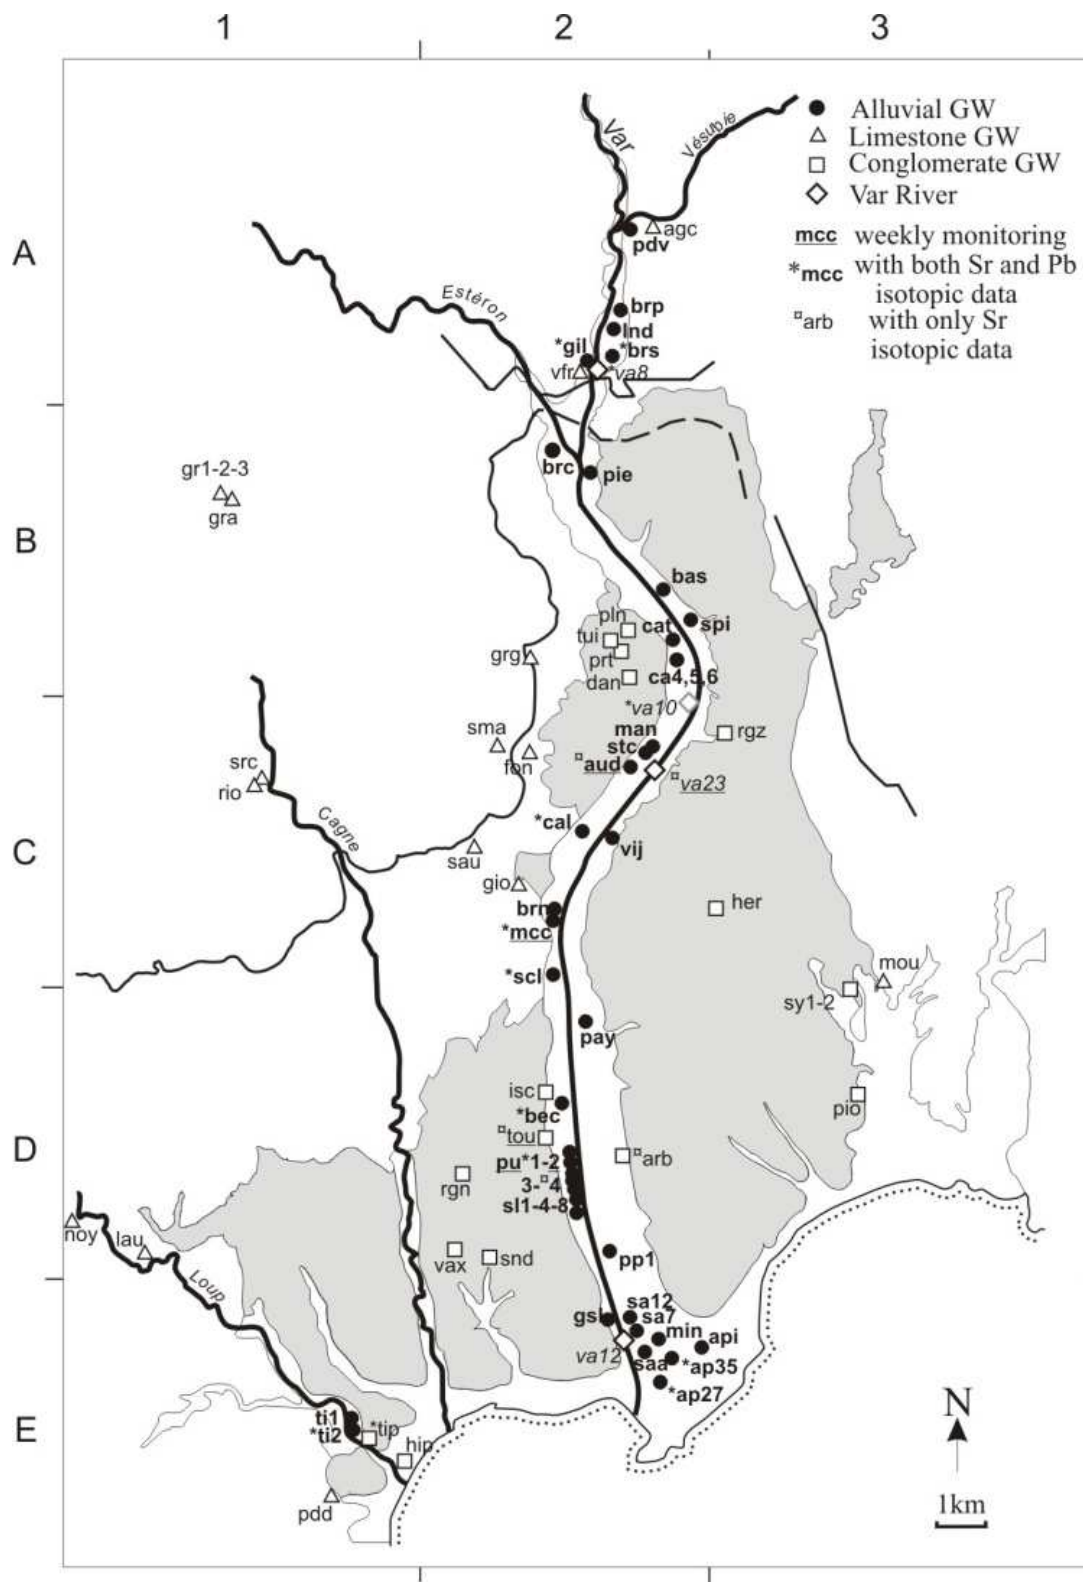 1 2 3
Alluvial GW
Limestone GW
Conglomerate GW
Var River
mcc weekly monitoring
*mcc with both Sr and Pb
isotopic data
¤arb with only Sr
isotopic data
Var
Vésubie
A
agc
pdv
Estéron
brp
lnd
*gil *brs
vfr *va8
brc pie
gr1-2-3
gra
B
bas
pln cat spi
tui
grg prt
dan ca4,5,6
*va10
sma man rgz
fon stc
src ¤aud ¤va23
rio
Cagne *cal
C
sau vij
gio
brn her
*mcc
*scl mou
sy1-2
pay
isc
*bec pio
¤tou
D
pu*1-2 ¤arb
rgn 3-¤4
sl1-4-8
noy lau
vax snd pp1
Loup
gsl sa12
sa7
min api
va12 saa *ap35
*ap27
ti1
*ti2 *tip
E
hip
pdd
N
1km